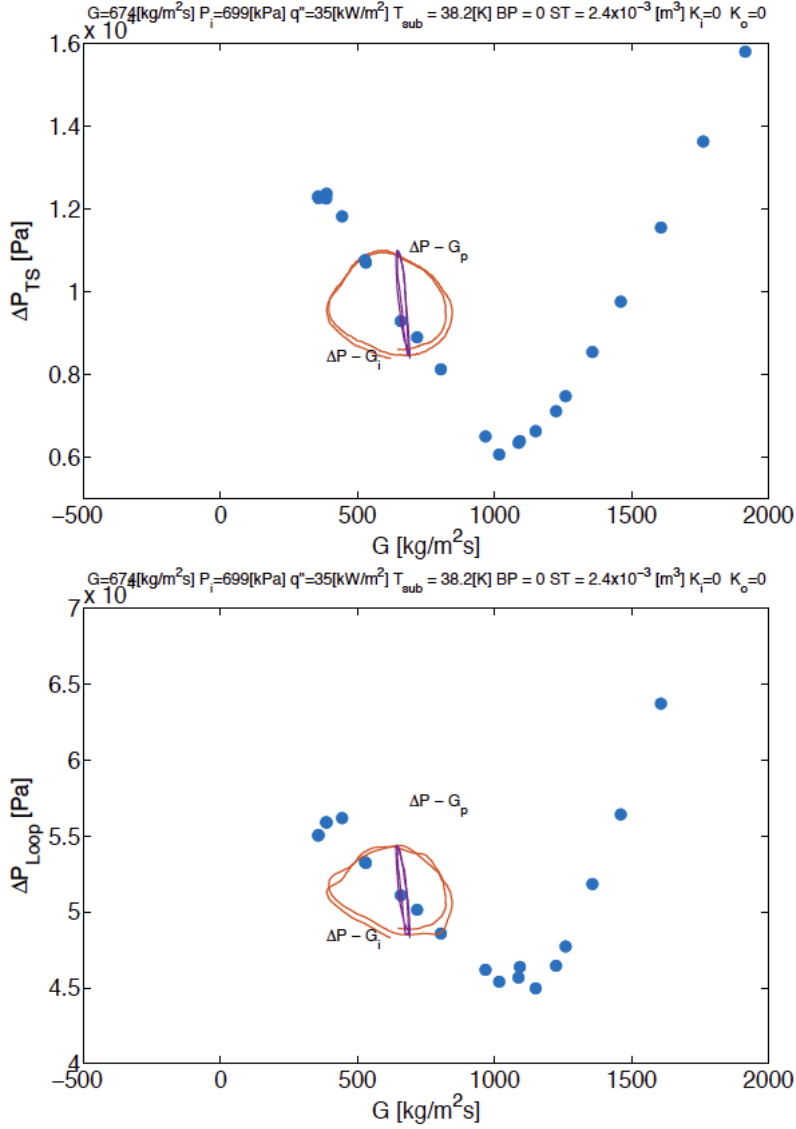 G=674[kg/m²s] P_i=699[kPa] q"=35[kW/m²] T_sub = 38.2[K] BP = 0 ST = 2.4x10⁻³ [m³] K_i=0 K_o=0
x 10⁴
1.6
1.4
1.2
1
0.8
0.6
ΔP_TS [Pa]
ΔP − G_p
ΔP − G_i
−500
0
500
1000
1500
2000
G [kg/m²s]
G=674[kg/m²s] P_i=699[kPa] q"=35[kW/m²] T_sub = 38.2[K] BP = 0 ST = 2.4x10⁻³ [m³] K_i=0 K_o=0
x 10⁴
7
6.5
6
5.5
5
4.5
4
ΔP_Loop [Pa]
ΔP − G_p
ΔP − G_i
−500
0
500
1000
1500
2000
G [kg/m²s]